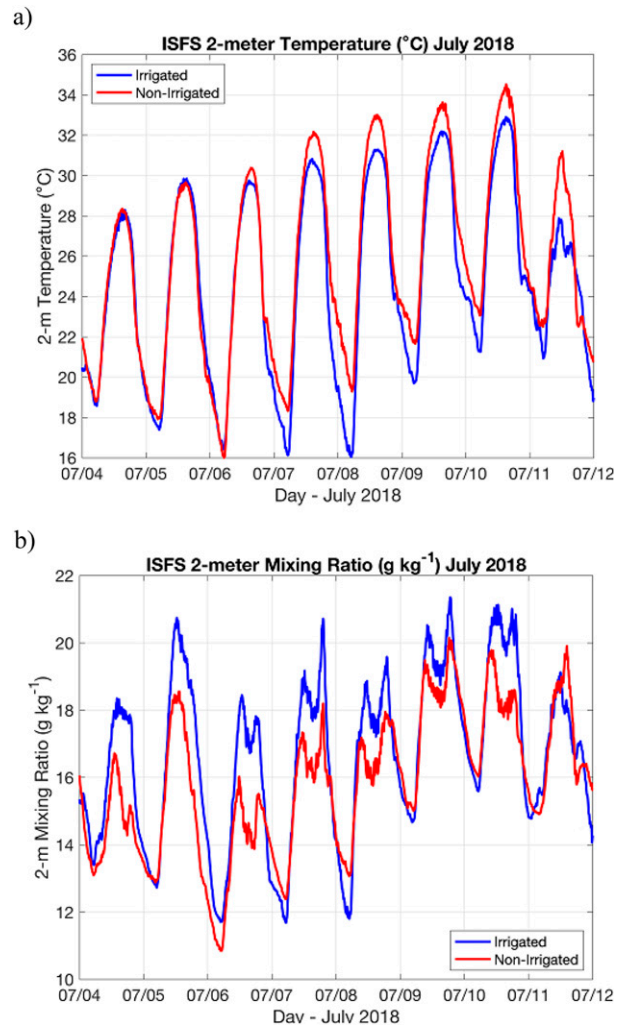 a)
ISFS 2-meter Temperature (°C) July 2018
Irrigated
Non-Irrigated
36
34
32
30
28
26
24
22
20
18
16
2-m Temperature (°C)
07/04 07/05 07/06 07/07 07/08 07/09 07/10 07/11 07/12
Day - July 2018
b)
ISFS 2-meter Mixing Ratio (g kg⁻¹) July 2018
22
20
18
16
14
12
10
2-m Mixing Ratio (g kg⁻¹)
Irrigated
Non-Irrigated
07/04 07/05 07/06 07/07 07/08 07/09 07/10 07/11 07/12
Day - July 2018